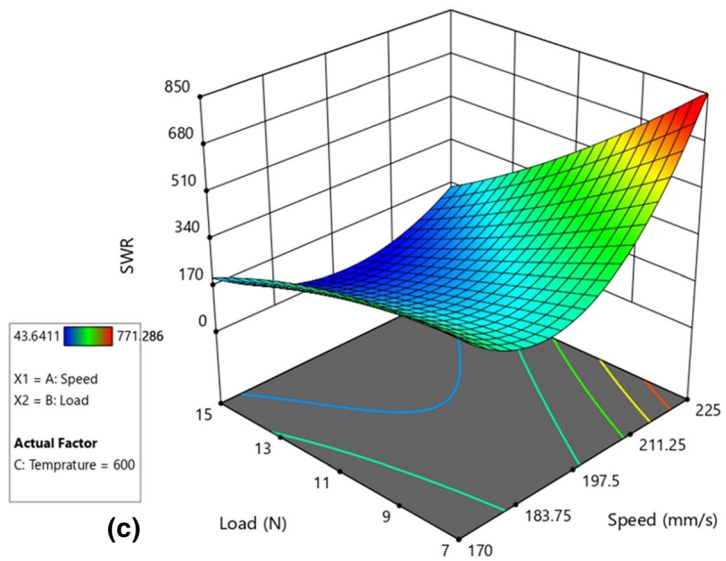 850
680
510
340
170
0
SWR
43.6411 771.286
X1 = A: Speed
X2 = B: Load
Actual Factor
C: Temprature = 600
15
13
11
9
7
Load (N)
170
183.75
197.5
211.25
225
Speed (mm/s)
(c)